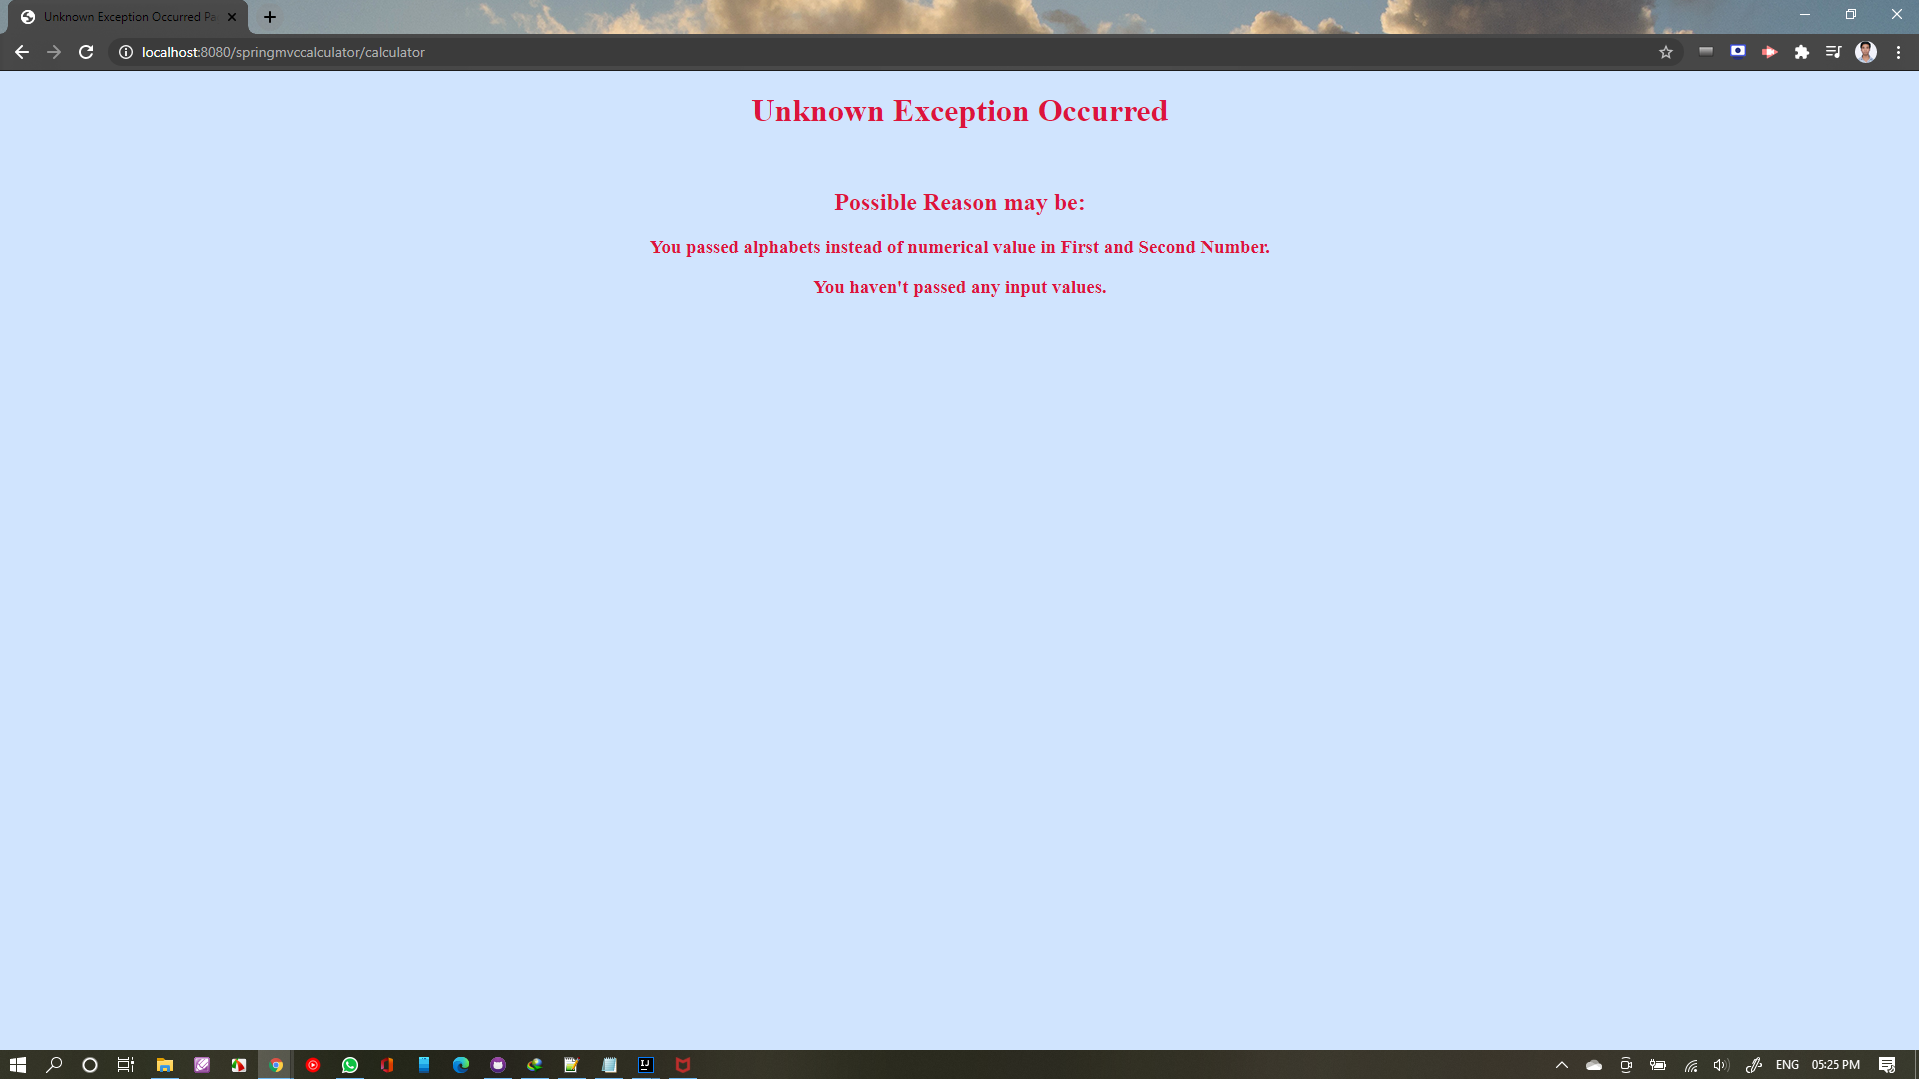 Unknown Exception Occurred Pa
localhost:8080/springmvccalculator/calculator
Unknown Exception Occurred
Possible Reason may be:
You passed alphabets instead of numerical value in First and Second Number.
You haven't passed any input values.
IJ
ENG 05:25 PM